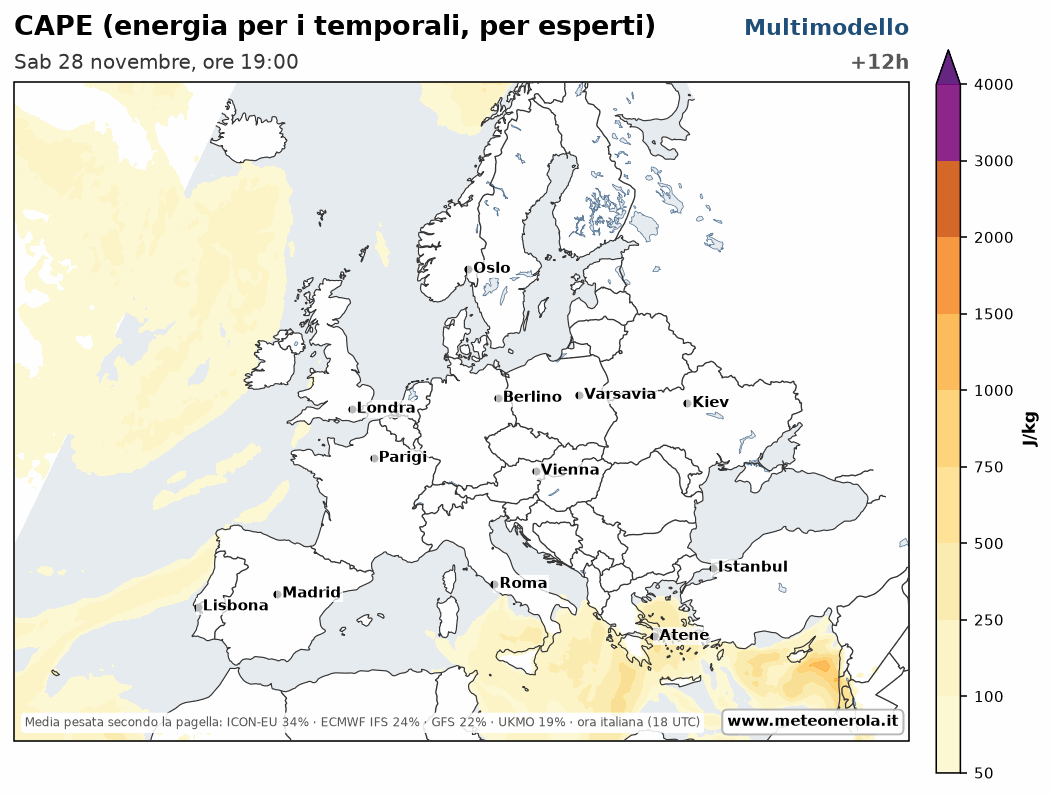 CAPE (energia per i temporali, per esperti)
Multimodello
Sab 28 novembre, ore 19:00
+12h
4000
3000
2000
1500
1000
750
500
250
100
50
J/kg
Oslo
Londra
Berlino
Varsavia
Kiev
Parigi
Vienna
Istanbul
Roma
Madrid
Lisbona
Atene
Media pesata secondo la pagella: ICON-EU 34% · ECMWF IFS 24% · GFS 22% · UKMO 19% · ora italiana (18 UTC)
www.meteonerola.it